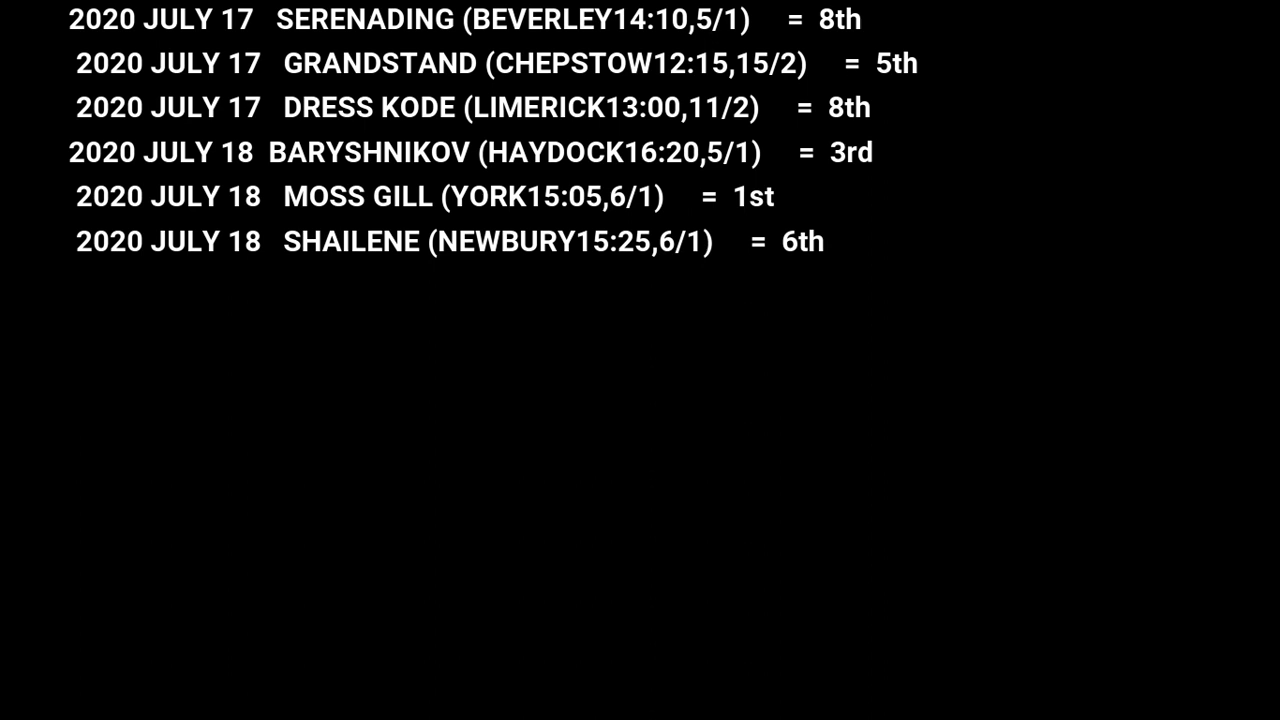 2020 JULY 17 SERENADING (BEVERLEY14:10,5/1) = 8th
2020 JULY 17 GRANDSTAND (CHEPSTOW12:15,15/2) = 5th
2020 JULY 17 DRESS KODE (LIMERICK13:00,11/2) = 8th
2020 JULY 18 BARYSHNIKOV (HAYDOCK16:20,5/1) = 3rd
2020 JULY 18 MOSS GILL (YORK15:05,6/1) = 1st
2020 JULY 18 SHAILENE (NEWBURY15:25,6/1) = 6th